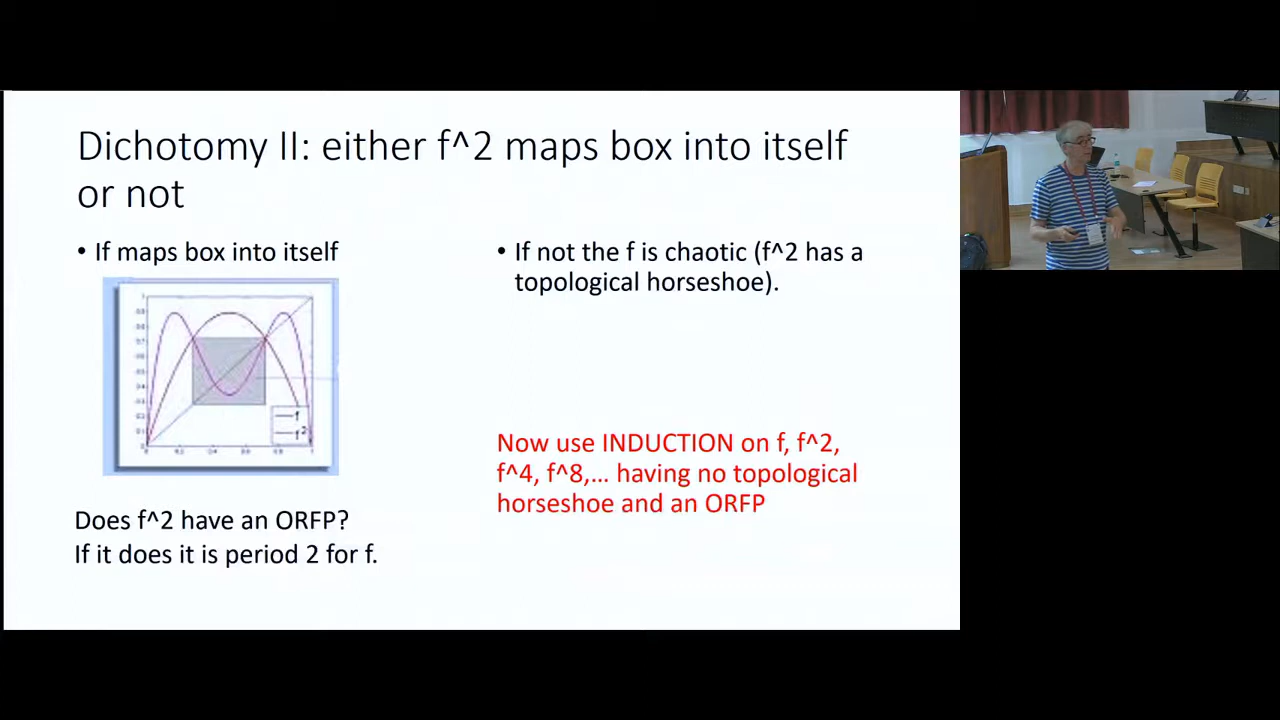 Dichotomy II: either f^2 maps box into itself
or not
• If maps box into itself
f
f²
Does f^2 have an ORFP?
If it does it is period 2 for f.
• If not the f is chaotic (f^2 has a
topological horseshoe).
Now use INDUCTION on f, f^2,
f^4, f^8,... having no topological
horseshoe and an ORFP